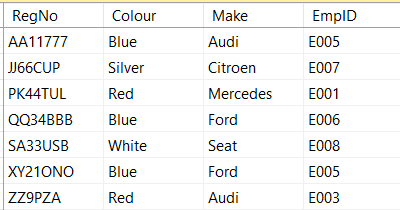 RegNo Colour Make EmpID
AA11777 Blue Audi E005
JJ66CUP Silver Citroen E007
PK44TUL Red Mercedes E001
QQ34BBB Blue Ford E006
SA33USB White Seat E008
XY21ONO Blue Ford E005
ZZ9PZA Red Audi E003